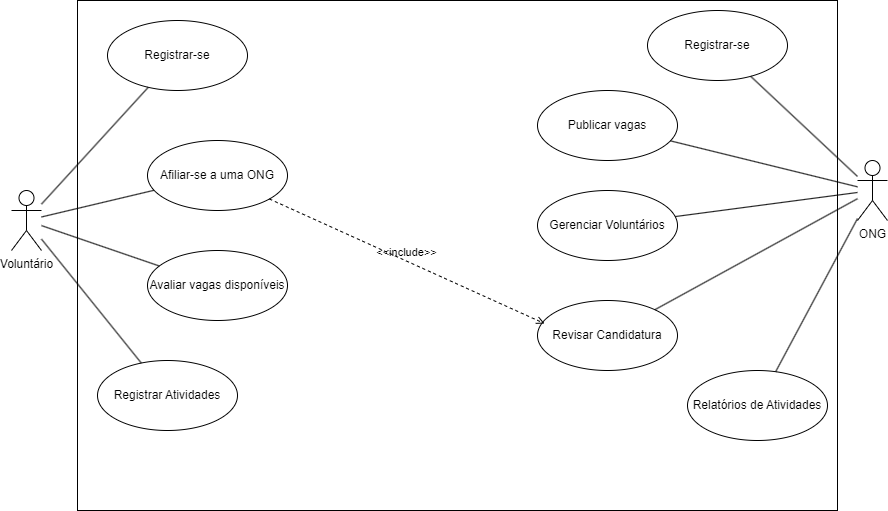 Registrar-se
Registrar-se
Publicar vagas
Afiliar-se a uma ONG
Gerenciar Voluntários
ONG
<<include>>
Voluntário
Avaliar vagas disponíveis
Revisar Candidatura
Registrar Atividades
Relatórios de Atividades